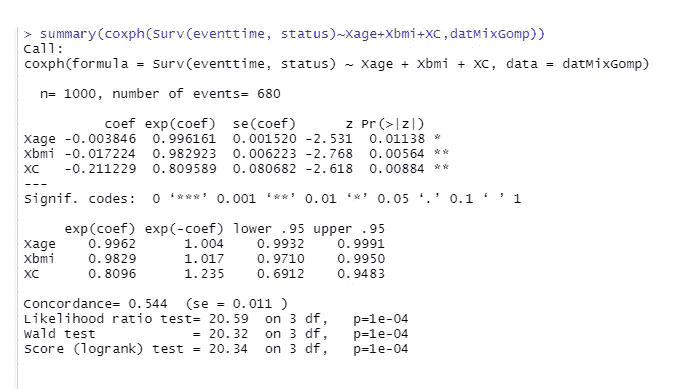 > summary(coxph(Surv(eventtime, status)~Xage+Xbmi+XC,datMixGomp))
Call:
coxph(formula = Surv(eventtime, status) ~ Xage + Xbmi + XC, data = datMixGomp)
n= 1000, number of events= 680
coef exp(coef) se(coef) z Pr(>|z|)
Xage -0.003846 0.996161 0.001520 -2.531 0.01138 *
Xbmi -0.017224 0.982923 0.006223 -2.768 0.00564 **
XC -0.211229 0.809589 0.080682 -2.618 0.00884 **
---
Signif. codes: 0 ‘***’ 0.001 ‘**’ 0.01 ‘*’ 0.05 ‘.’ 0.1 ‘ ’ 1
exp(coef) exp(-coef) lower .95 upper .95
Xage 0.9962 1.004 0.9932 0.9991
Xbmi 0.9829 1.017 0.9710 0.9950
XC 0.8096 1.235 0.6912 0.9483
Concordance= 0.544 (se = 0.011 )
Likelihood ratio test= 20.59 on 3 df, p=1e-04
Wald test = 20.32 on 3 df, p=1e-04
Score (logrank) test = 20.34 on 3 df, p=1e-04